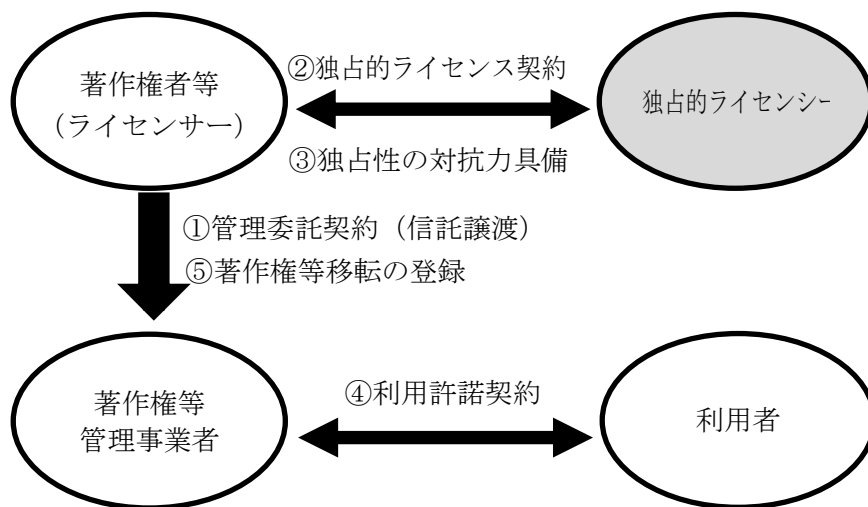 著作権者等
（ライセンサー）
②独占的ライセンス契約
③独占性の対抗力具備
独占的ライセンシー
①管理委託契約（信託譲渡）
⑤著作権等移転の登録
著作権等
管理事業者
④利用許諾契約
利用者